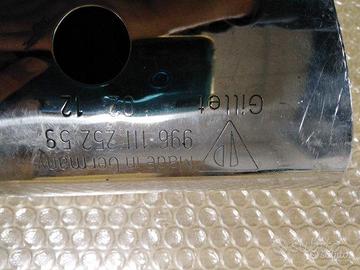 Gillet 02 12
996 111 252 59
Made in Germany